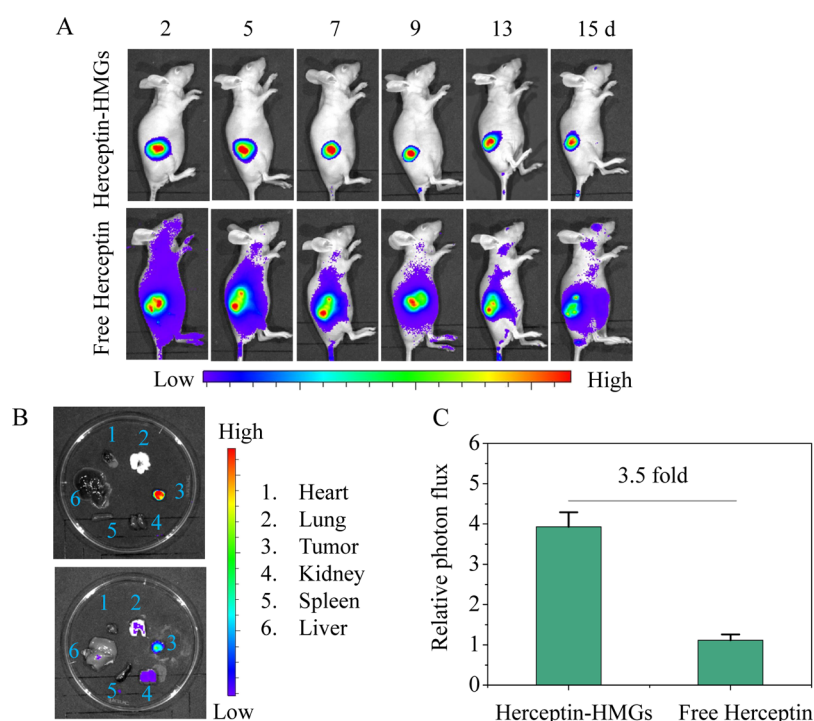 A
2 5 7 9 13 15 d
Herceptin-HMGs
Free Herceptin
Low High
B
1
2
3
4
5
6
1
2
3
4
5
6
High
Low
1. Heart
2. Lung
3. Tumor
4. Kidney
5. Spleen
6. Liver
C
Relative photon flux
6
5
4
3
2
1
0
3.5 fold
Herceptin-HMGs Free Herceptin